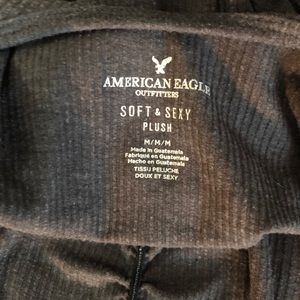 AMERICAN EAGLE
OUTFITTERS
SOFT & SEXY
PLUSH
M/M/M
Made in Guatemala
Fabriqué en Guatemala
Hecho en Guatemala
TISSU PELUCHE
DOUX ET SEXY